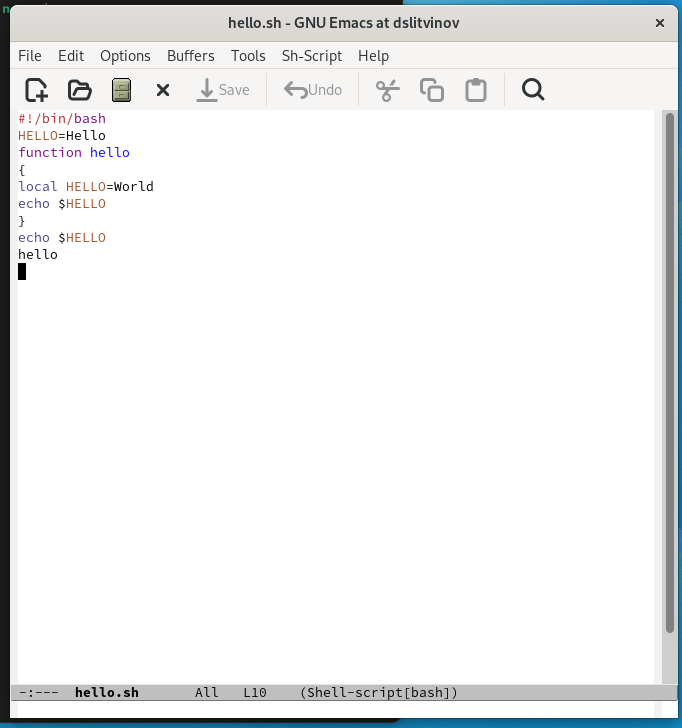 hello.sh - GNU Emacs at dslitvinov
File Edit Options Buffers Tools Sh-Script Help
Save Undo
#!/bin/bash
HELLO=Hello
function hello
{
local HELLO=World
echo $HELLO
}
echo $HELLO
hello
-:--- hello.sh All L10 (Shell-script[bash])